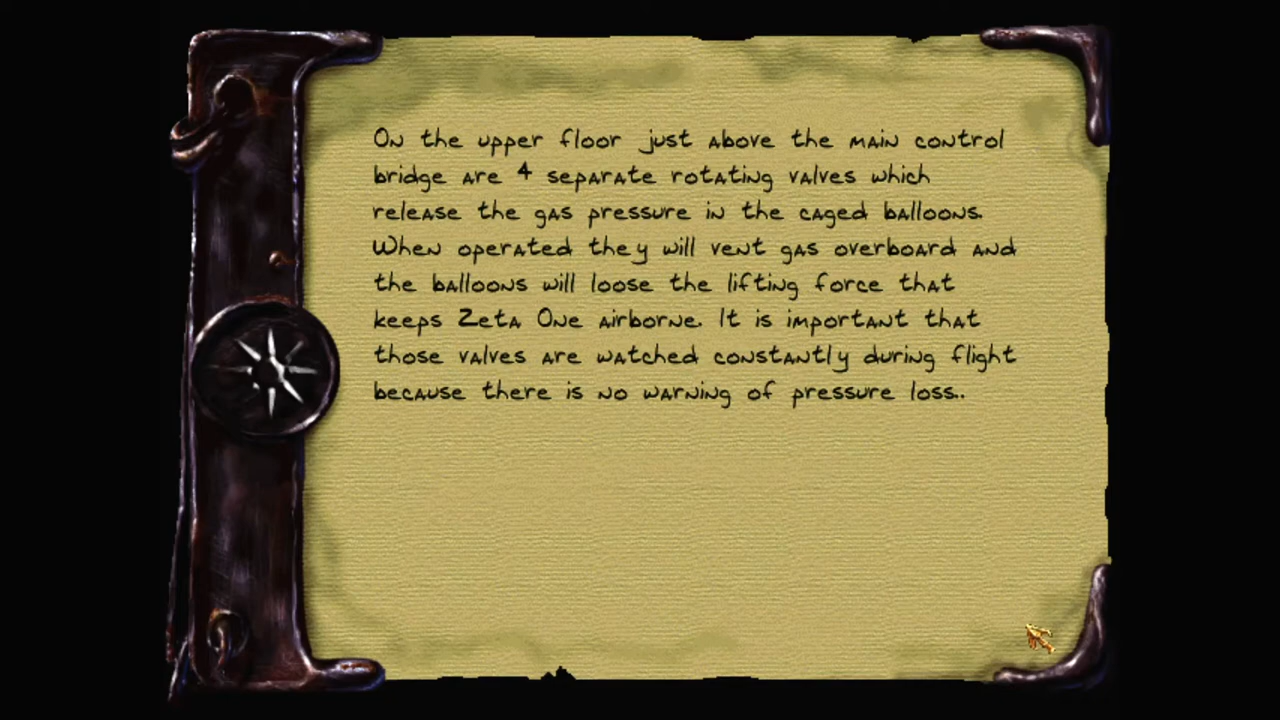 On the upper floor just above the main control
bridge are 4 separate rotating valves which
release the gas pressure in the caged balloons.
When operated they will vent gas overboard and
the balloons will loose the lifting force that
keeps Zeta One airborne. It is important that
those valves are watched constantly during flight
because there is no warning of pressure loss..